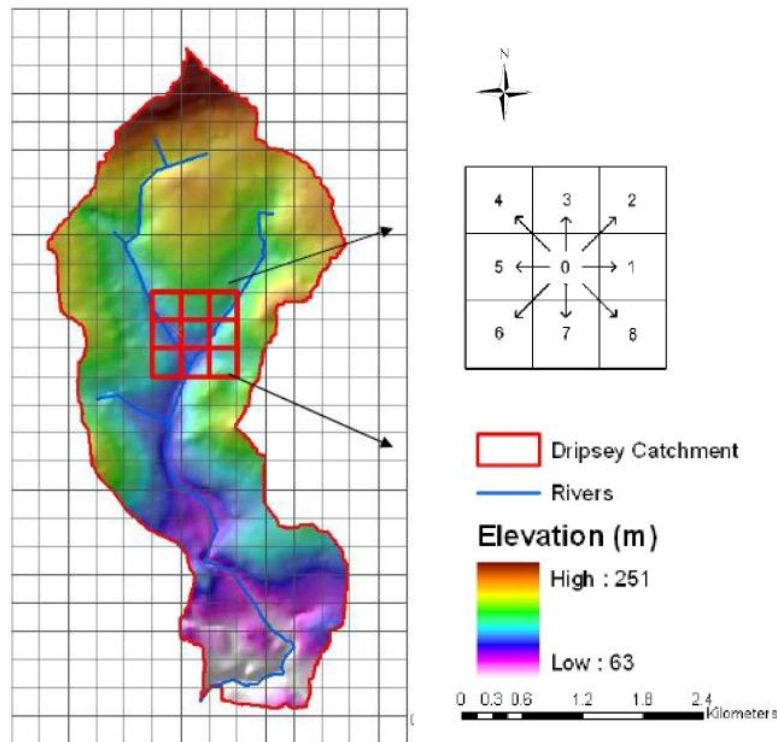 N
4 3 2
5 0 1
6 7 8
Dripsey Catchment
Rivers
Elevation (m)
High : 251
Low : 63
0 0.3 0.6 1.2 1.8 2.4
Kilometers